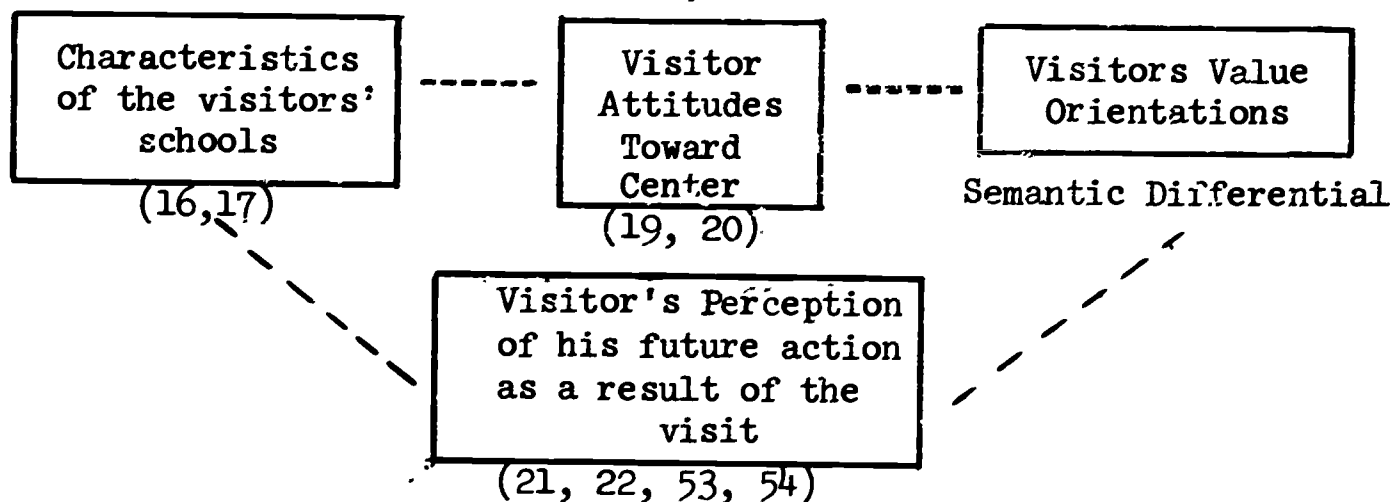 Characteristics
of the visitors'
schools
(16,17)
Visitor
Attitudes
Toward
Center
(19, 20)
Visitors Value
Orientations
Semantic Differential
Visitor's Perception
of his future action
as a result of the
visit
(21, 22, 53, 54)